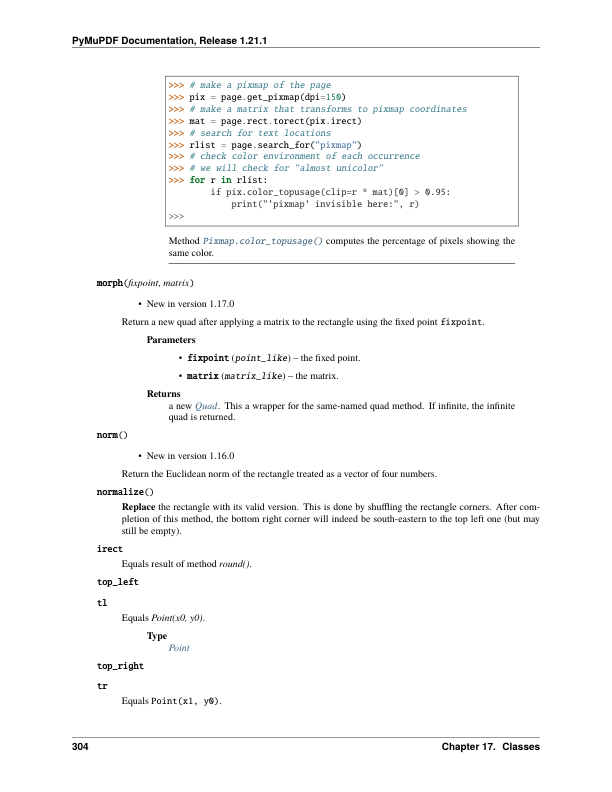 PyMuPDF Documentation, Release 1.21.1
>>> # make a pixmap of the page
>>> pix = page.get_pixmap(dpi=150)
>>> # make a matrix that transforms to pixmap coordinates
>>> mat = page.rect.torect(pix.irect)
>>> # search for text locations
>>> rlist = page.search_for("pixmap")
>>> # check color environment of each occurrence
>>> # we will check for "almost unicolor"
>>> for r in rlist:
        if pix.color_topusage(clip=r * mat)[0] > 0.95:
            print("'pixmap' invisible here:", r)
>>>
Method Pixmap.color_topusage() computes the percentage of pixels showing the
same color.
morph(fixpoint, matrix)
• New in version 1.17.0
Return a new quad after applying a matrix to the rectangle using the fixed point fixpoint.
Parameters
• fixpoint (point_like) – the fixed point.
• matrix (matrix_like) – the matrix.
Returns
a new Quad. This a wrapper for the same-named quad method. If infinite, the infinite
quad is returned.
norm()
• New in version 1.16.0
Return the Euclidean norm of the rectangle treated as a vector of four numbers.
normalize()
Replace the rectangle with its valid version. This is done by shuffling the rectangle corners. After com-
pletion of this method, the bottom right corner will indeed be south-eastern to the top left one (but may
still be empty).
irect
Equals result of method round().
top_left
tl
Equals Point(x0, y0).
Type
Point
top_right
tr
Equals Point(x1, y0).
304 Chapter 17. Classes